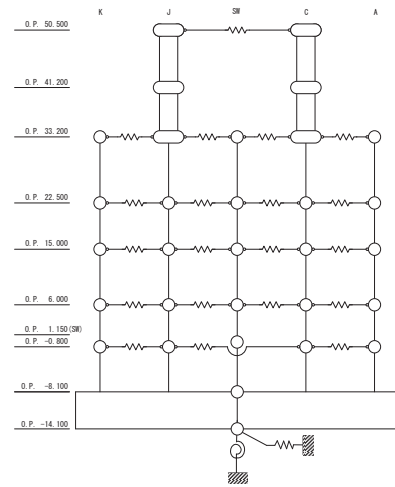 K J SW C A
O.P. 50.500
O.P. 41.200
O.P. 33.200
O.P. 22.500
O.P. 15.000
O.P. 6.000
O.P. 1.150(SW)
O.P. -0.800
O.P. -8.100
O.P. -14.100